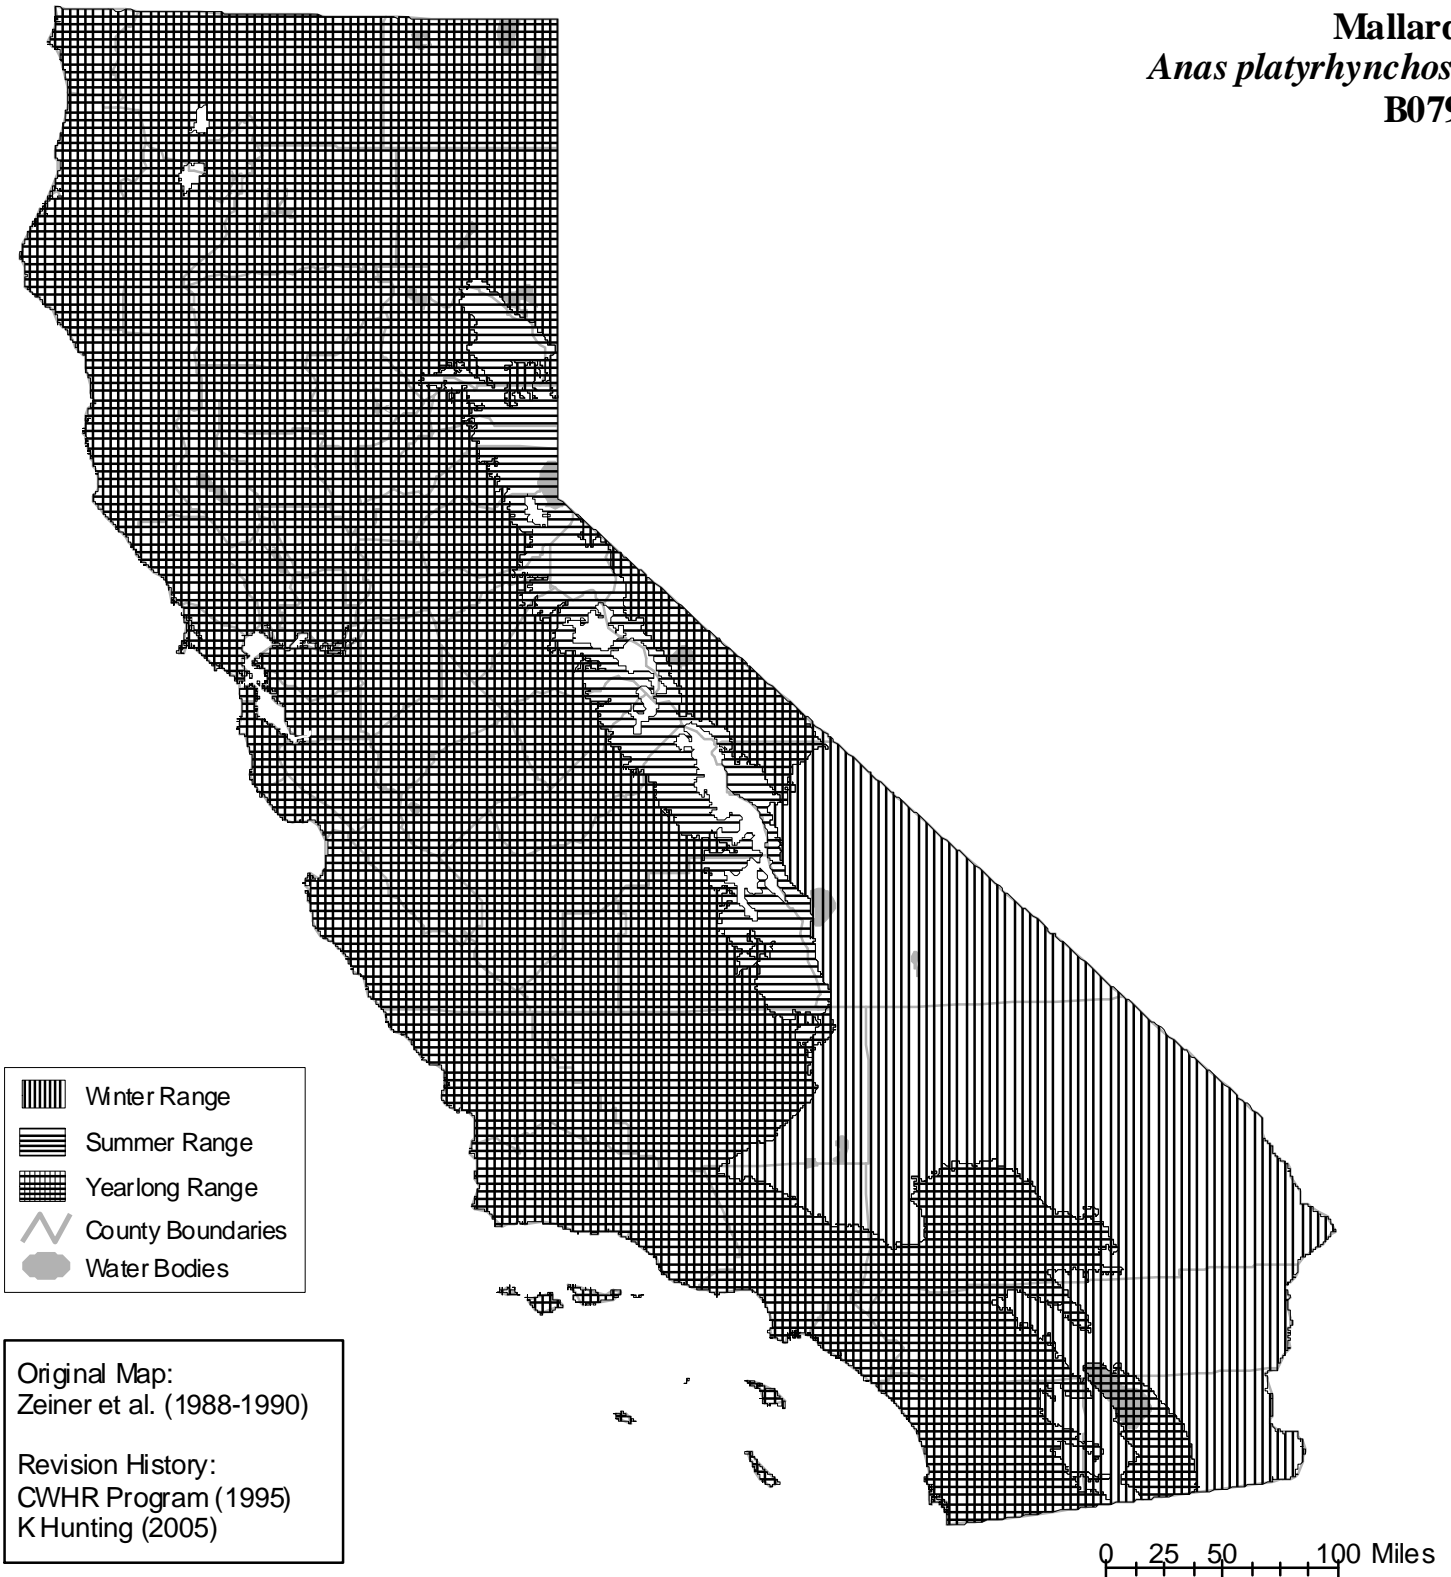 Mallard
Anas platyrhynchos
B079
Winter Range
Summer Range
Yearlong Range
County Boundaries
Water Bodies
Original Map:
Zeiner et al. (1988-1990)
Revision History:
CWHR Program (1995)
K Hunting (2005)
0 25 50 100 Miles